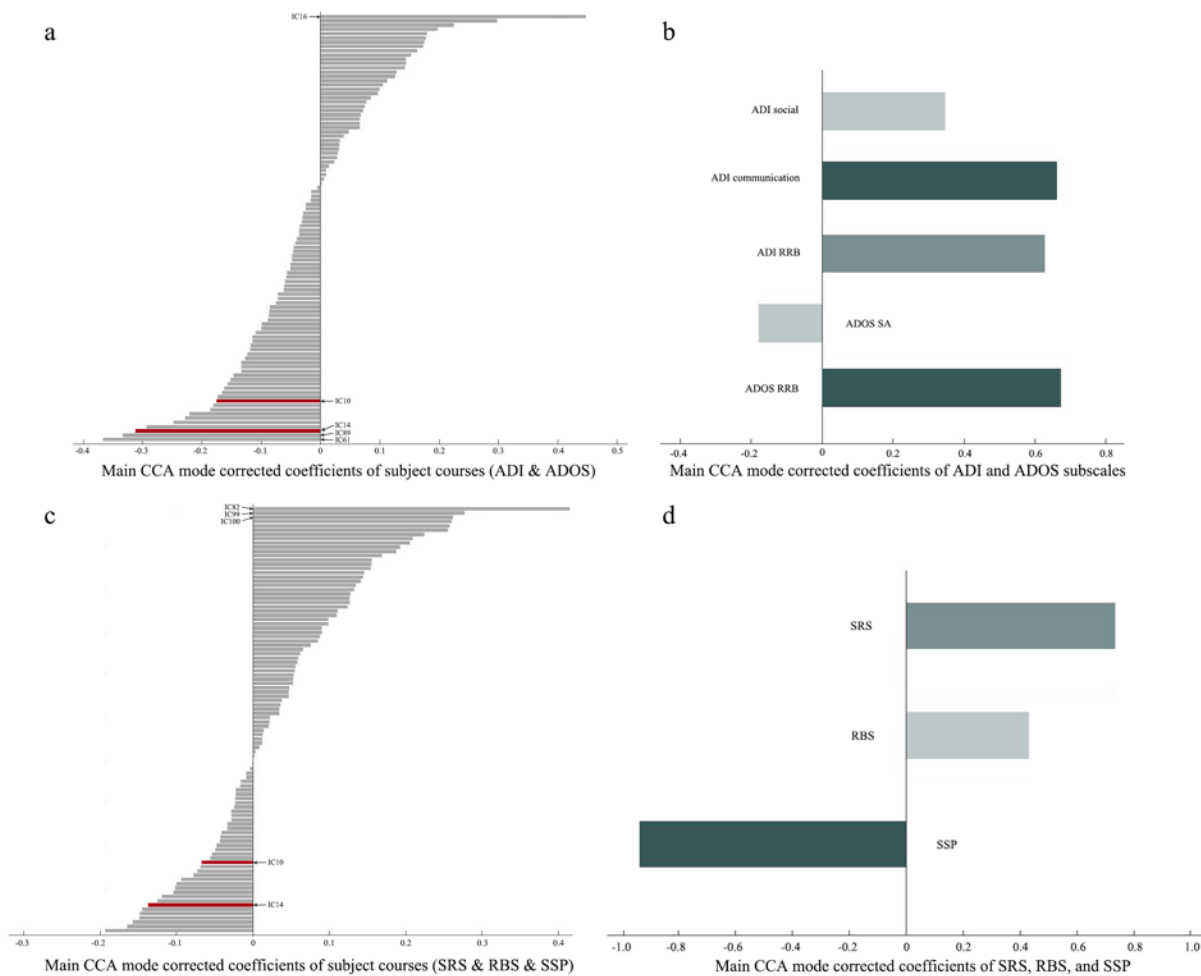 a
IC16
IC10
IC14
IC89
IC61
-0.4 -0.3 -0.2 -0.1 0 0.1 0.2 0.3 0.4 0.5
Main CCA mode corrected coefficients of subject courses (ADI & ADOS)
b
ADI social
ADI communication
ADI RRB
ADOS SA
ADOS RRB
-0.4 -0.2 0 0.2 0.4 0.6 0.8
Main CCA mode corrected coefficients of ADI and ADOS subscales
c
IC82
IC99
IC100
IC10
IC14
-0.3 -0.2 -0.1 0 0.1 0.2 0.3 0.4
Main CCA mode corrected coefficients of subject courses (SRS & RBS & SSP)
d
SRS
RBS
SSP
-1.0 -0.8 -0.6 -0.4 -0.2 0 0.2 0.4 0.6 0.8 1.0
Main CCA mode corrected coefficients of SRS, RBS, and SSP